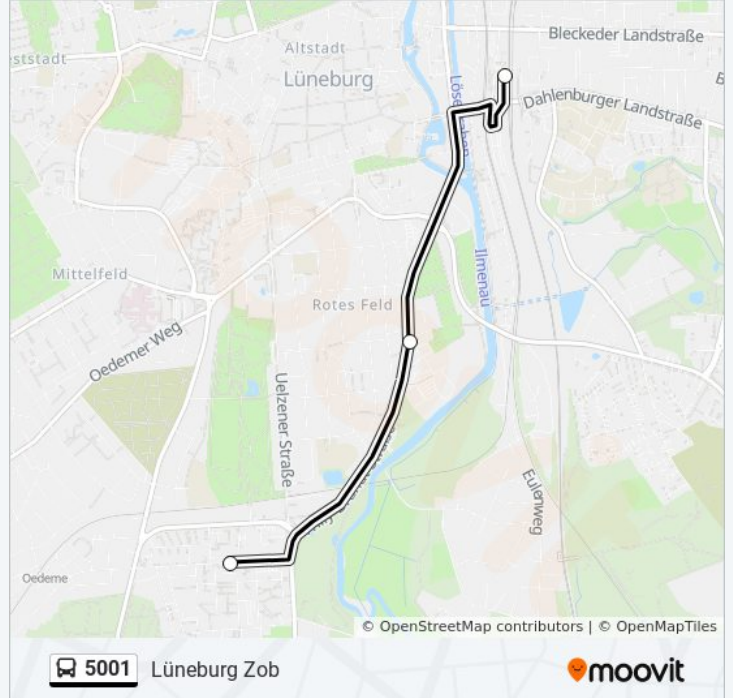 Bleckeder Landstraße
Altstadt
Lüneburg
Dahlenburger Landstraße
Ilmenau
Mittelfeld
Rotes Feld
Oedemer Weg
Uelzener Straße
Eulenweg
Oedeme
© OpenStreetMap contributors | © OpenMapTiles
5001 Lüneburg Zob
moovit